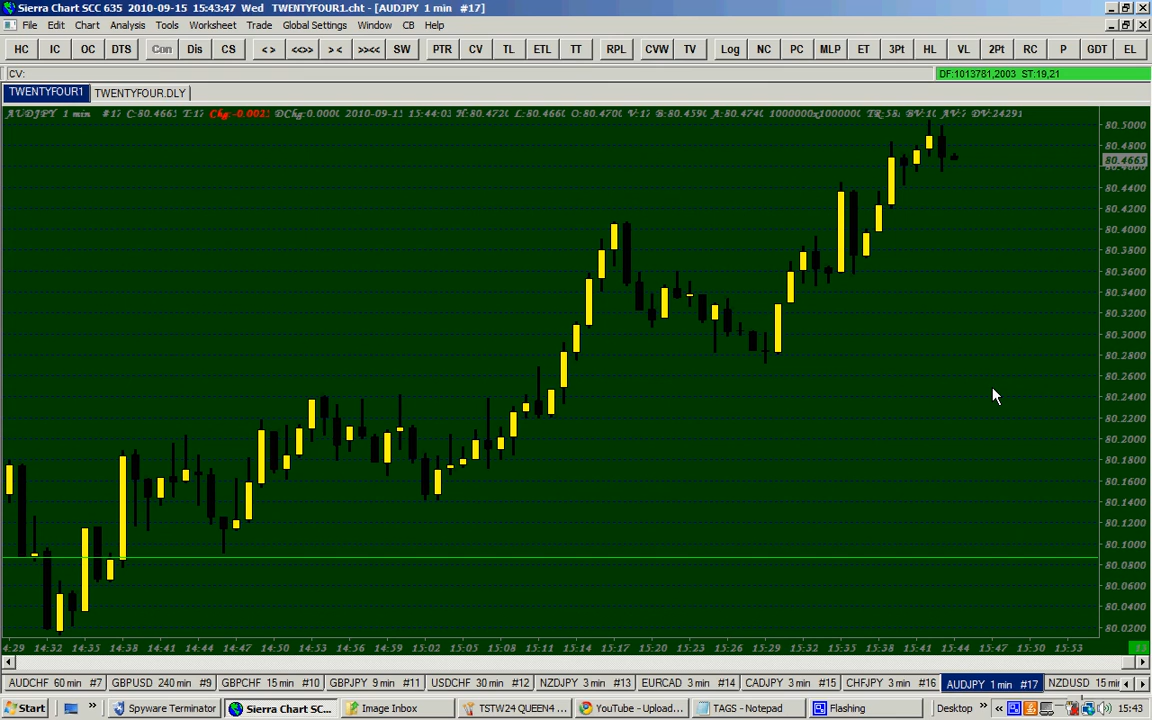 Sierra Chart SCC 635 2010-09-15 15:43:47 Wed TWENTYFOUR1.cht - [AUDJPY 1 min #17]
File Edit Chart Analysis Tools Worksheet Trade Global Settings Window CB Help
HC IC OC DTS Con Dis CS < > <<>> > < >><< SW PTR CV TL ETL TT RPL CVW TV Log NC PC MLP ET 3Pt HL VL 2Pt RC P GDT EL
CV: DF:1013781,2003 ST:19,21
TWENTYFOUR1 TWENTYFOUR.DLY
AUDJPY 1 min #17
80.5000
80.4800
80.4665
80.4400
80.4200
80.4000
80.3800
80.3600
80.3400
80.3200
80.3000
80.2800
80.2600
80.2400
80.2200
80.2000
80.1800
80.1600
80.1400
80.1200
80.1000
80.0800
80.0600
80.0400
80.0200
4:29 14:32 14:35 14:38 14:41 14:44 14:47 14:50 14:53 14:56 14:59 15:02 15:05 15:08 15:11 15:14 15:17 15:20 15:23 15:26 15:29 15:32 15:35 15:38 15:41 15:44 15:47 15:50 15:53
AUDCHF 60 min #7 GBPUSD 240 min #9 GBPCHF 15 min #10 GBPJPY 9 min #11 USDCHF 30 min #12 NZDJPY 3 min #13 EURCAD 3 min #14 CADJPY 3 min #15 CHFJPY 3 min #16 AUDJPY 1 min #17 NZDUSD 15 min
Start » Spyware Terminator Sierra Chart SC... Image Inbox TSTW24 QUEEN4 ... YouTube - Upload... TAGS - Notepad Flashing Desktop » « 15:43